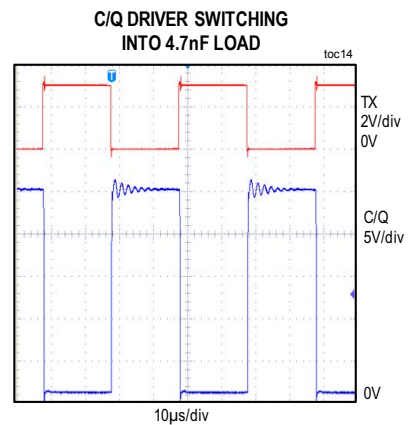 C/Q DRIVER SWITCHING
INTO 4.7nF LOAD
toc14
T
TX
2V/div
0V
C/Q
5V/div
0V
10µs/div